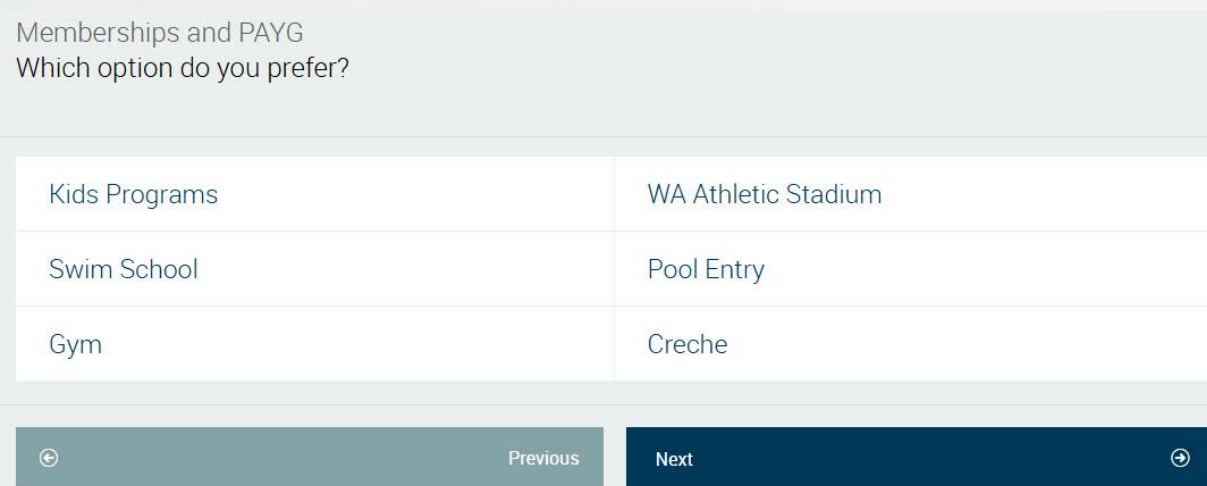 Memberships and PAYG
Which option do you prefer?
Kids Programs
WA Athletic Stadium
Swim School
Pool Entry
Gym
Creche
Previous
Next